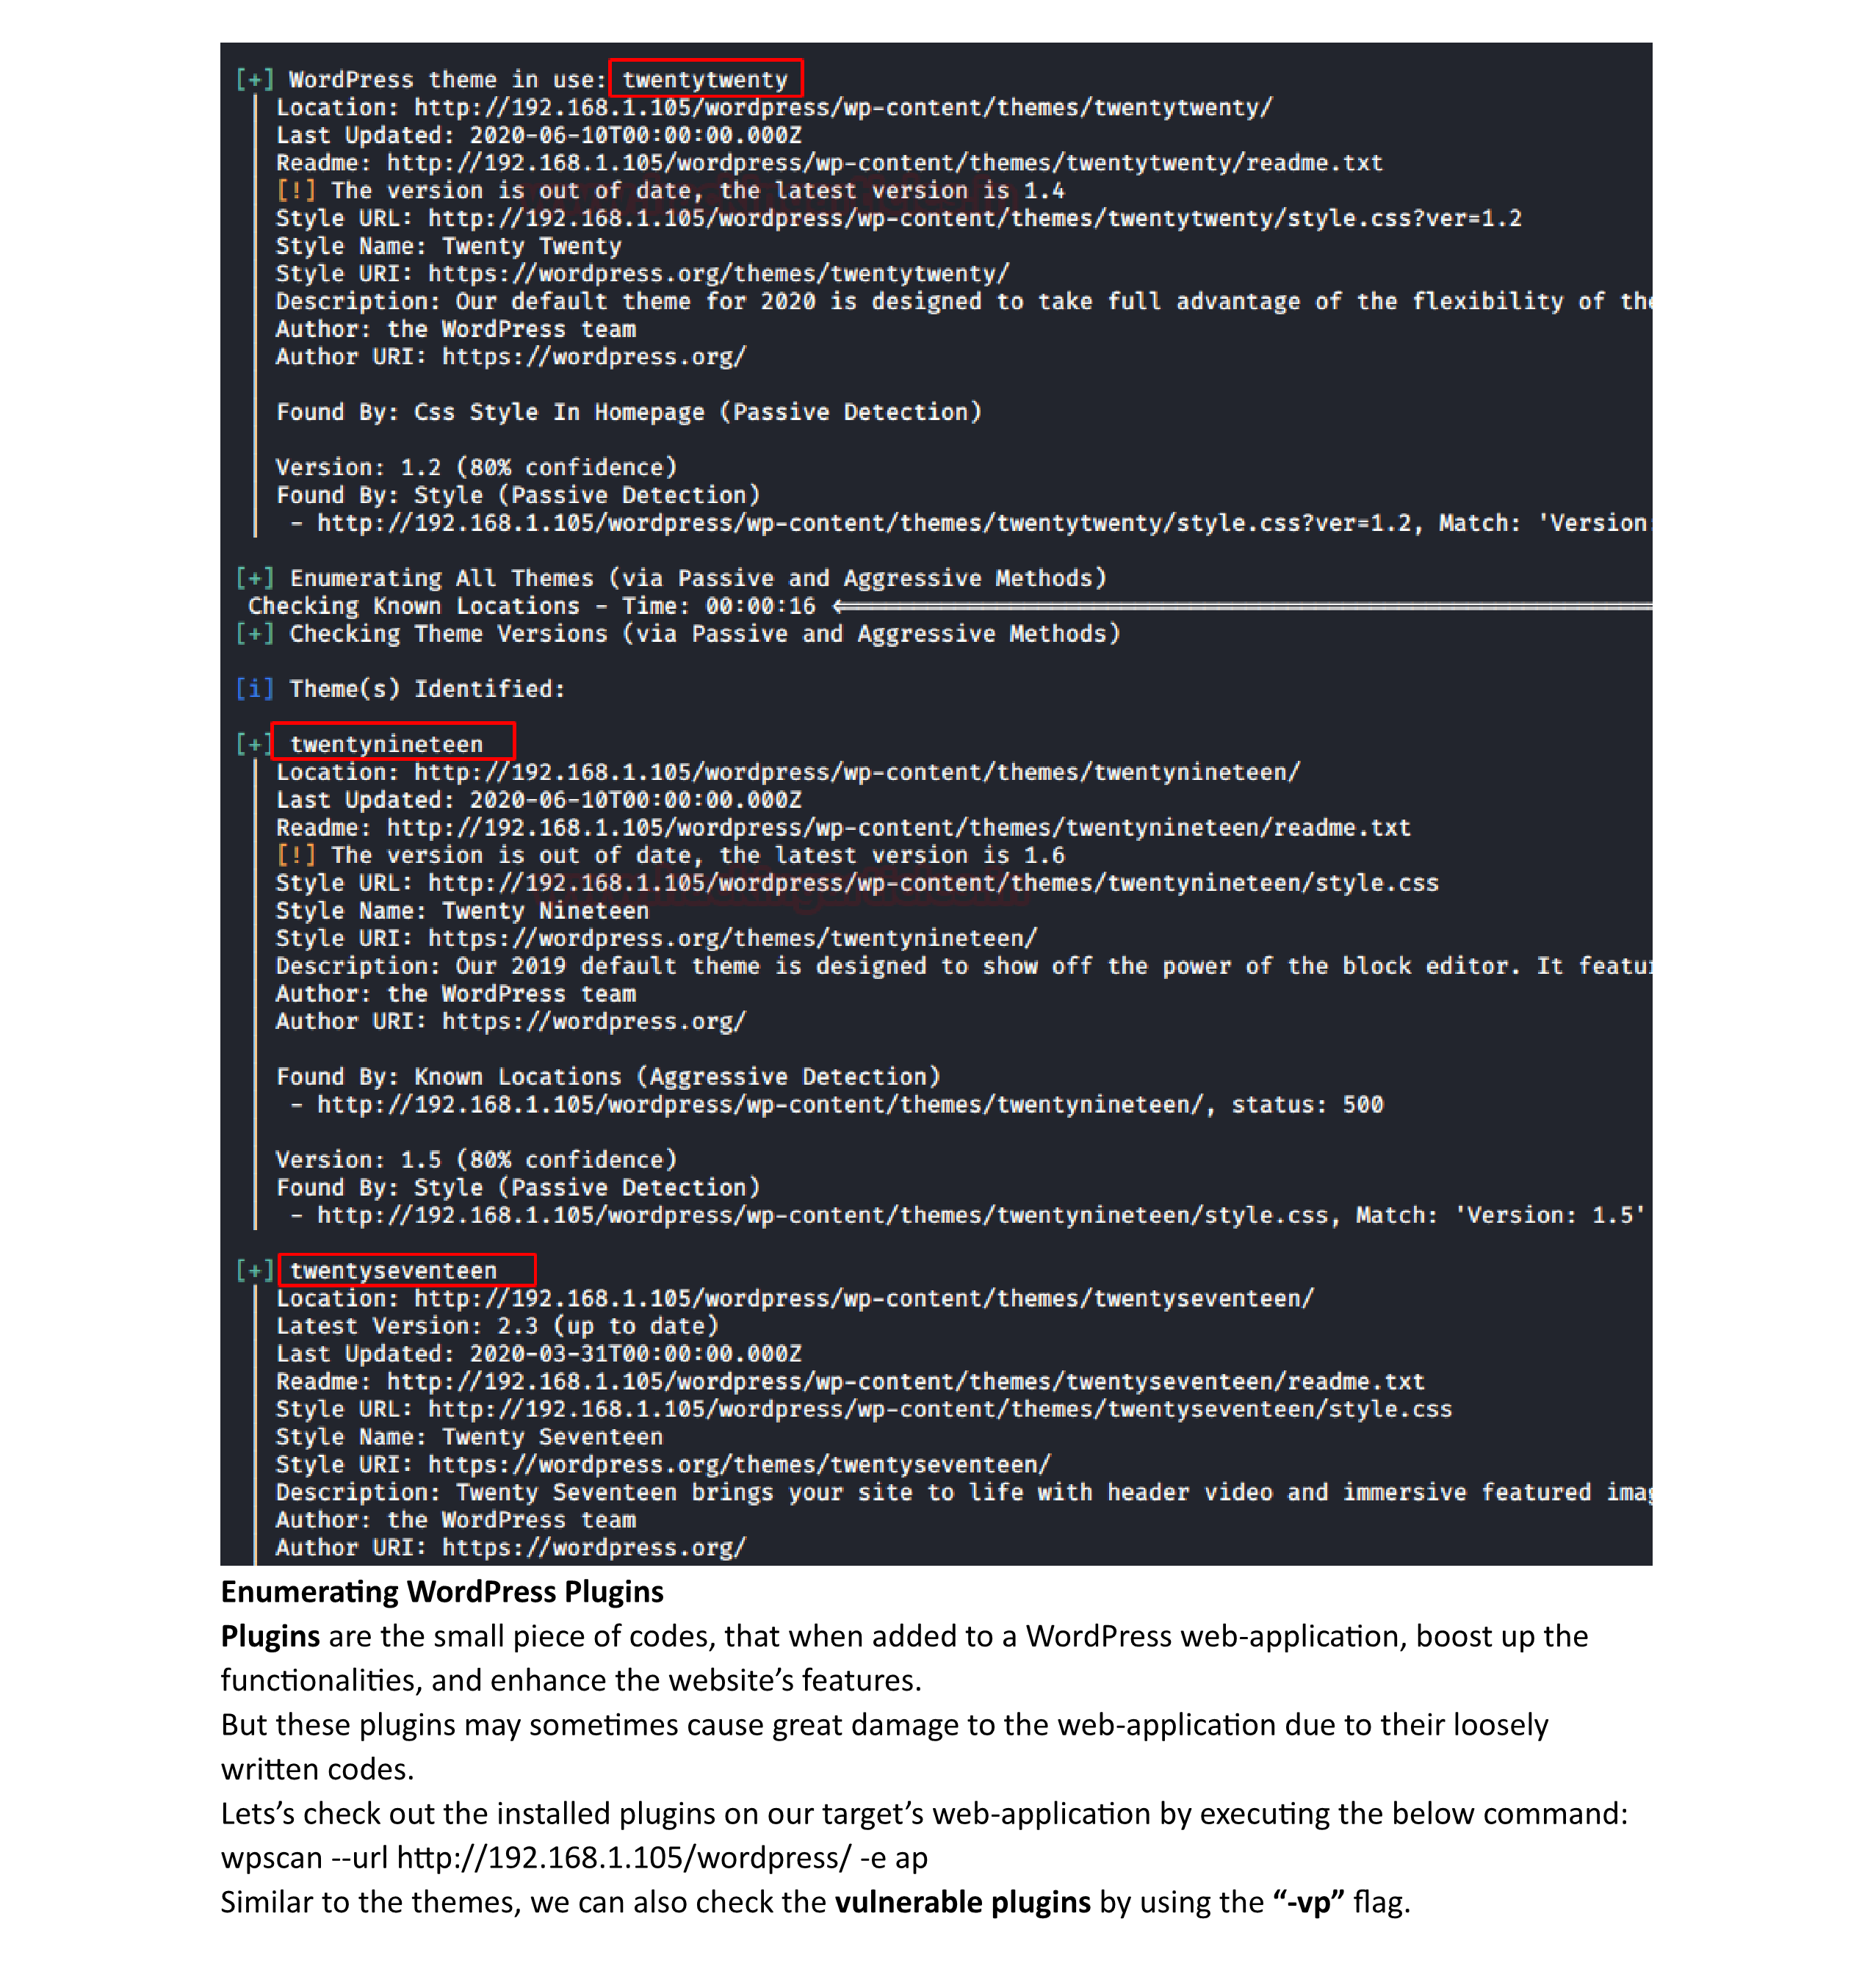 [+] WordPress theme in use: twentytwenty
| Location: http://192.168.1.105/wordpress/wp-content/themes/twentytwenty/
| Last Updated: 2020-06-10T00:00:00.000Z
| Readme: http://192.168.1.105/wordpress/wp-content/themes/twentytwenty/readme.txt
| [!] The version is out of date, the latest version is 1.4
| Style URL: http://192.168.1.105/wordpress/wp-content/themes/twentytwenty/style.css?ver=1.2
| Style Name: Twenty Twenty
| Style URI: https://wordpress.org/themes/twentytwenty/
| Description: Our default theme for 2020 is designed to take full advantage of the flexibility of the
| Author: the WordPress team
| Author URI: https://wordpress.org/
|
| Found By: Css Style In Homepage (Passive Detection)
|
| Version: 1.2 (80% confidence)
| Found By: Style (Passive Detection)
|  - http://192.168.1.105/wordpress/wp-content/themes/twentytwenty/style.css?ver=1.2, Match: 'Version:
[+] Enumerating All Themes (via Passive and Aggressive Methods)
Checking Known Locations - Time: 00:00:16 <==============================
[+] Checking Theme Versions (via Passive and Aggressive Methods)
[i] Theme(s) Identified:
[+] twentynineteen
| Location: http://192.168.1.105/wordpress/wp-content/themes/twentynineteen/
| Last Updated: 2020-06-10T00:00:00.000Z
| Readme: http://192.168.1.105/wordpress/wp-content/themes/twentynineteen/readme.txt
| [!] The version is out of date, the latest version is 1.6
| Style URL: http://192.168.1.105/wordpress/wp-content/themes/twentynineteen/style.css
| Style Name: Twenty Nineteen
| Style URI: https://wordpress.org/themes/twentynineteen/
| Description: Our 2019 default theme is designed to show off the power of the block editor. It featu
| Author: the WordPress team
| Author URI: https://wordpress.org/
|
| Found By: Known Locations (Aggressive Detection)
|  - http://192.168.1.105/wordpress/wp-content/themes/twentynineteen/, status: 500
|
| Version: 1.5 (80% confidence)
| Found By: Style (Passive Detection)
|  - http://192.168.1.105/wordpress/wp-content/themes/twentynineteen/style.css, Match: 'Version: 1.5'
[+] twentyseventeen
| Location: http://192.168.1.105/wordpress/wp-content/themes/twentyseventeen/
| Latest Version: 2.3 (up to date)
| Last Updated: 2020-03-31T00:00:00.000Z
| Readme: http://192.168.1.105/wordpress/wp-content/themes/twentyseventeen/readme.txt
| Style URL: http://192.168.1.105/wordpress/wp-content/themes/twentyseventeen/style.css
| Style Name: Twenty Seventeen
| Style URI: https://wordpress.org/themes/twentyseventeen/
| Description: Twenty Seventeen brings your site to life with header video and immersive featured imag
| Author: the WordPress team
| Author URI: https://wordpress.org/
Enumerating WordPress Plugins
Plugins are the small piece of codes, that when added to a WordPress web-application, boost up the
functionalities, and enhance the website’s features.
But these plugins may sometimes cause great damage to the web-application due to their loosely
written codes.
Lets’s check out the installed plugins on our target’s web-application by executing the below command:
wpscan --url http://192.168.1.105/wordpress/ -e ap
Similar to the themes, we can also check the vulnerable plugins by using the “-vp” flag.